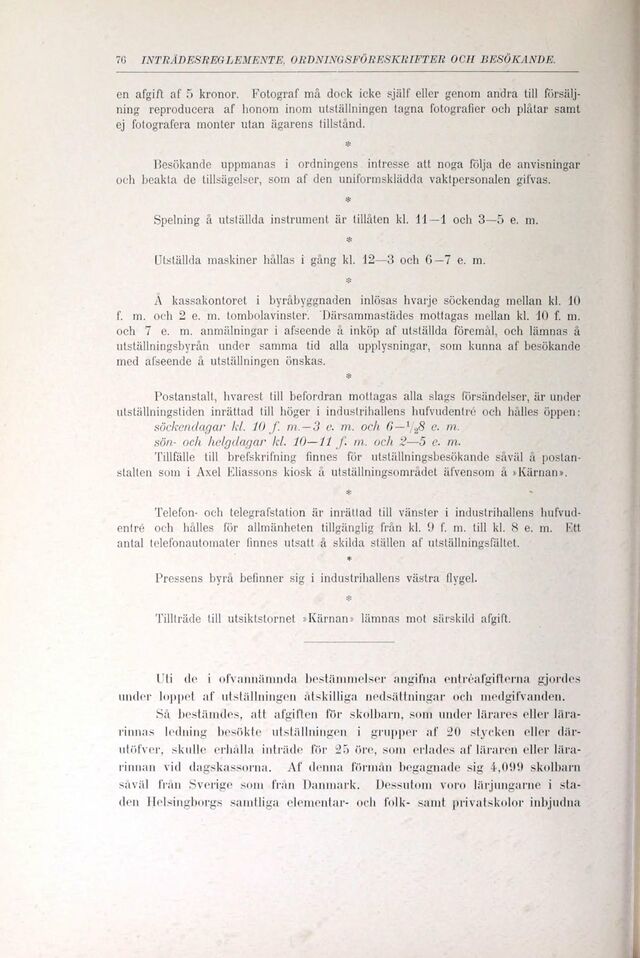 76 INTRÄDESREGLEMENTE, ORDNINGSFÖRESKRIFTER OCH BESÖKANDE.
en afgift af 5 kronor. Fotograf må dock icke själf eller genom andra till försälj-
ning reproducera af honom inom utställningen tagna fotografier och plåtar samt
ej fotografera monter utan ägarens tillstånd.
*
Besökande uppmanas i ordningens intresse att noga följa de anvisningar
och beakta de tillsägelser, som af den uniformsklädda vaktpersonalen gifvas.
*
Spelning å utställda instrument är tillåten kl. 11—1 och 3—5 e. m.
*
Utställda maskiner hållas i gång kl. 12—3 och 6—7 e. m.
*
Å kassakontoret i byråbyggnaden inlösas hvarje söckendag mellan kl. 10
f. m. och 2 e. m. tombolavinster. Därsammastädes mottagas mellan kl. 10 f. m.
och 7 e. m. anmälningar i afseende å inköp af utställda föremål, och lämnas å
utställningsbyrån under samma tid alla upplysningar, som kunna af besökande
med afseende å utställningen önskas.
*
Postanstalt, hvarest till befordran mottagas alla slags försändelser, är under
utställningstiden inrättad till höger i industrihallens hufvudentré och hålles öppen:
söckendagar kl. 10 f. m.—3 e. m. och 6—1/28 e. m.
sön- och helgdagar kl. 10—11 f. m. och 2—5 e. m.
Tillfälle till brefskrifning finnes för utställningsbesökande såväl å postan-
stalten som i Axel Eliassons kiosk å utställningsområdet äfvensom å »Kärnan».
*
Telefon- och telegrafstation är inrättad till vänster i industrihallens hufvud-
entré och hålles för allmänheten tillgänglig från kl. 9 f. m. till kl. 8 e. m. Ett
antal telefonautomater finnes utsatt å skilda ställen af utställningsfältet.
*
Pressens byrå befinner sig i industrihallens västra flygel.
*
Tillträde till utsiktstornet »Kärnan» lämnas mot särskild afgift.
Uti de i ofvannämnda bestämmelser angifna entréafgifterna gjordes
under loppet af utställningen åtskilliga nedsättningar och medgifvanden.
Så bestämdes, att afgiften för skolbarn, som under lärares eller lära-
rinnas ledning besökte utställningen i grupper af 20 stycken eller där-
utöfver, skulle erhålla inträde för 25 öre, som erlades af läraren eller lära-
rinnan vid dagskassorna. Af denna förmån begagnade sig 4,099 skolbarn
såväl från Sverige som från Danmark. Dessutom voro lärjungarne i sta-
den Helsingborgs samtliga elementar- och folk- samt privatskolor inbjudna